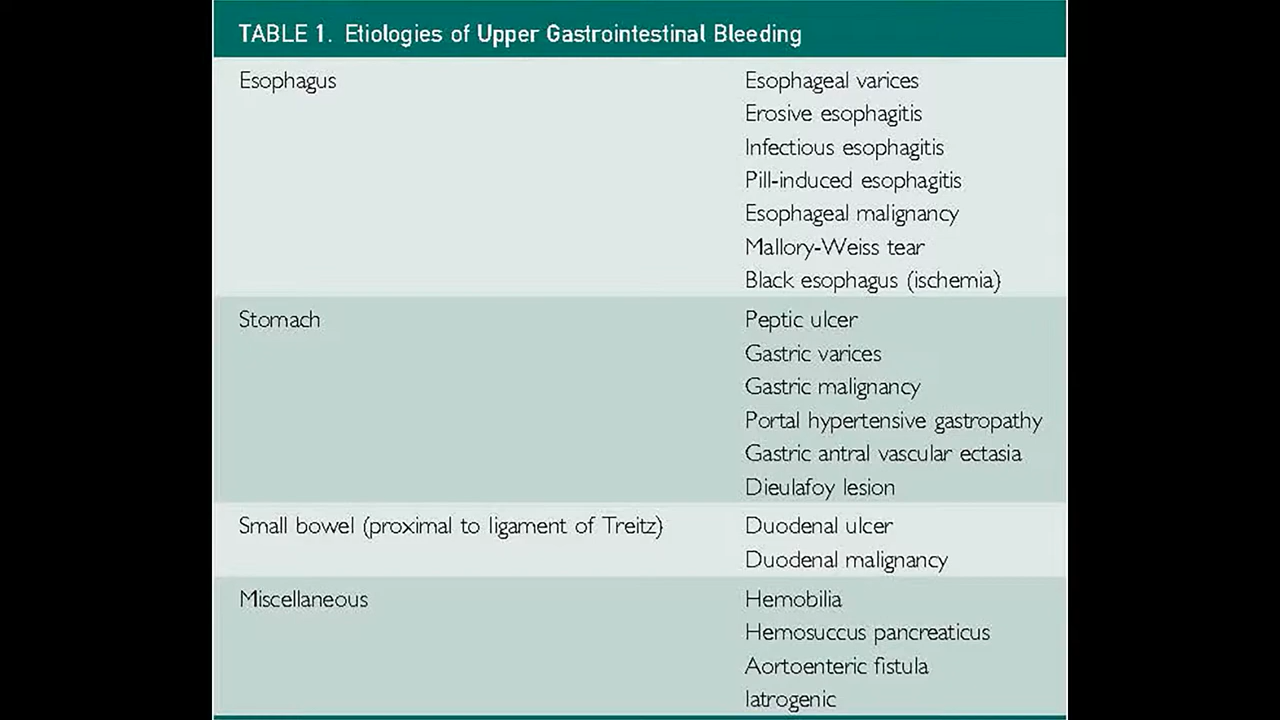 TABLE 1. Etiologies of Upper Gastrointestinal Bleeding
Esophagus
Esophageal varices
Erosive esophagitis
Infectious esophagitis
Pill-induced esophagitis
Esophageal malignancy
Mallory-Weiss tear
Black esophagus (ischemia)
Stomach
Peptic ulcer
Gastric varices
Gastric malignancy
Portal hypertensive gastropathy
Gastric antral vascular ectasia
Dieulafoy lesion
Small bowel (proximal to ligament of Treitz)
Duodenal ulcer
Duodenal malignancy
Miscellaneous
Hemobilia
Hemosuccus pancreaticus
Aortoenteric fistula
Iatrogenic